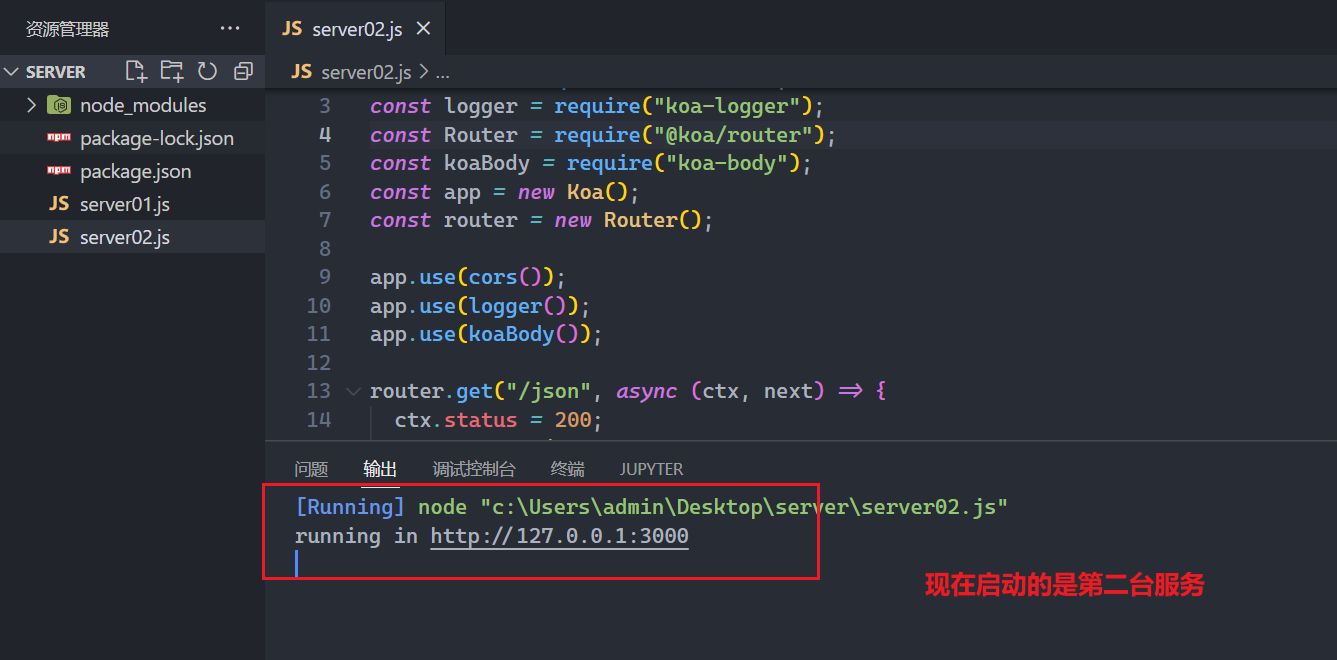 资源管理器
···
JS server02.js
SERVER
JS server02.js > ...
node_modules
npm package-lock.json
npm package.json
JS server01.js
JS server02.js
3 const logger = require("koa-logger");
4 const Router = require("@koa/router");
5 const koaBody = require("koa-body");
6 const app = new Koa();
7 const router = new Router();
8
9 app.use(cors());
10 app.use(logger());
11 app.use(koaBody());
12
13 router.get("/json", async (ctx, next) => {
14 ctx.status = 200;
问题 输出 调试控制台 终端 JUPYTER
[Running] node "c:\Users\admin\Desktop\server\server02.js"
running in http://127.0.0.1:3000
现在启动的是第二台服务